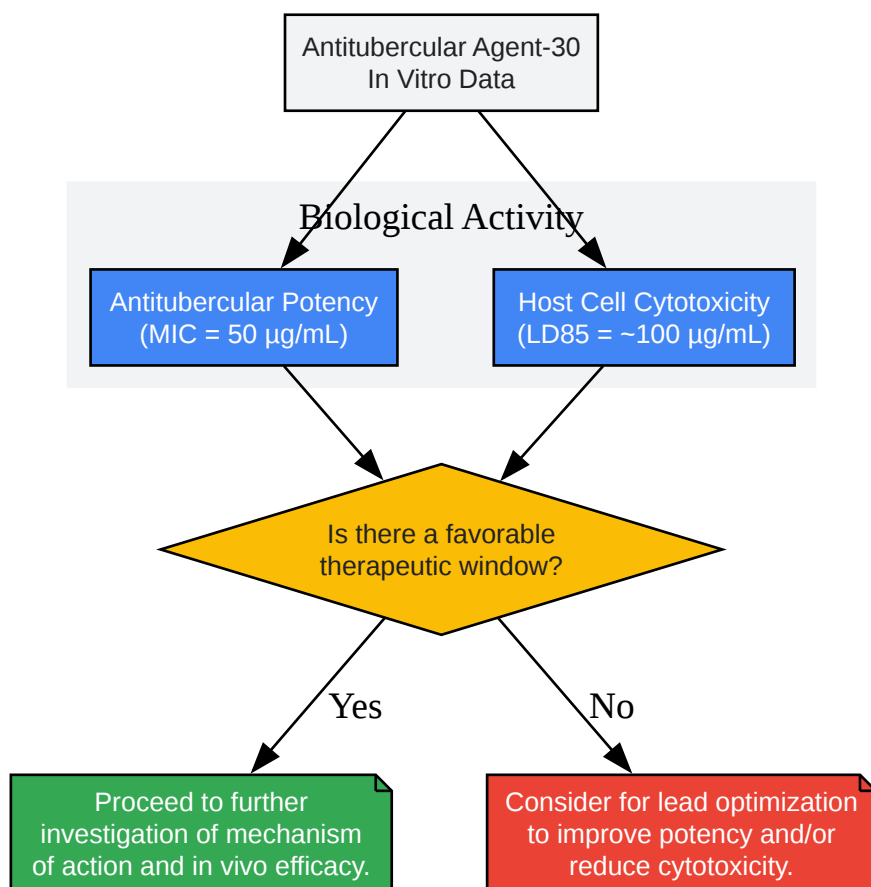 Antitubercular Agent-30
In Vitro Data
Biological Activity
Antitubercular Potency
(MIC = 50 µg/mL)
Host Cell Cytotoxicity
(LD85 = ~100 µg/mL)
Is there a favorable
therapeutic window?
Yes
No
Proceed to further
investigation of mechanism
of action and in vivo efficacy.
Consider for lead optimization
to improve potency and/or
reduce cytotoxicity.